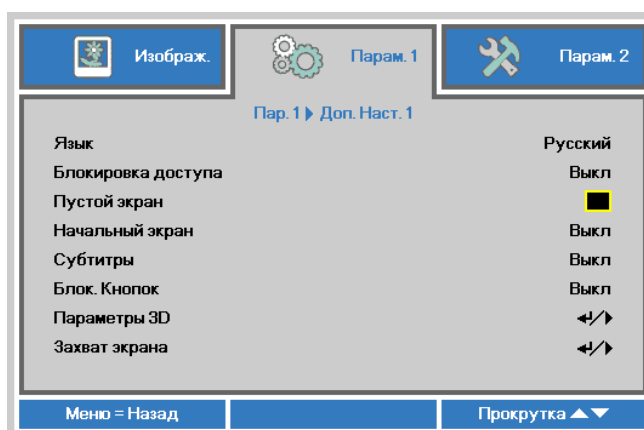 Изображ.
Парам. 1
Парам. 2
Пар. 1 Доп. Наст. 1
Язык Русский
Блокировка доступа Выкл
Пустой экран
Начальный экран Выкл
Субтитры Выкл
Блок. Кнопок Выкл
Параметры 3D
Захват экрана
Меню = Назад
Прокрутка